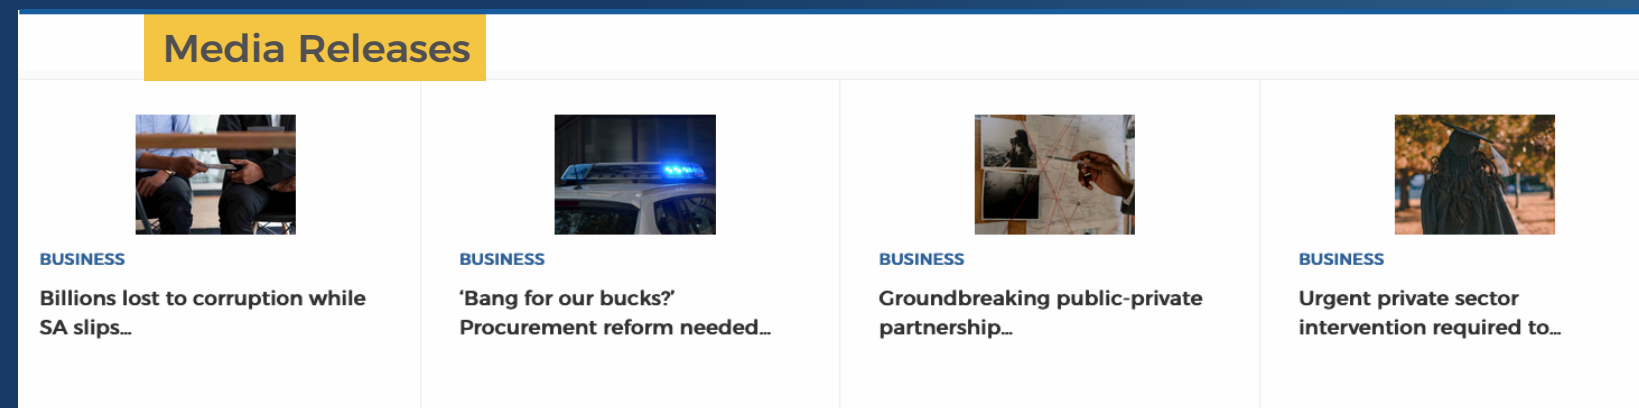 Media Releases
BUSINESS
Billions lost to corruption while
SA slips...
BUSINESS
‘Bang for our bucks?’
Procurement reform needed...
BUSINESS
Groundbreaking public-private
partnership...
BUSINESS
Urgent private sector
intervention required to...